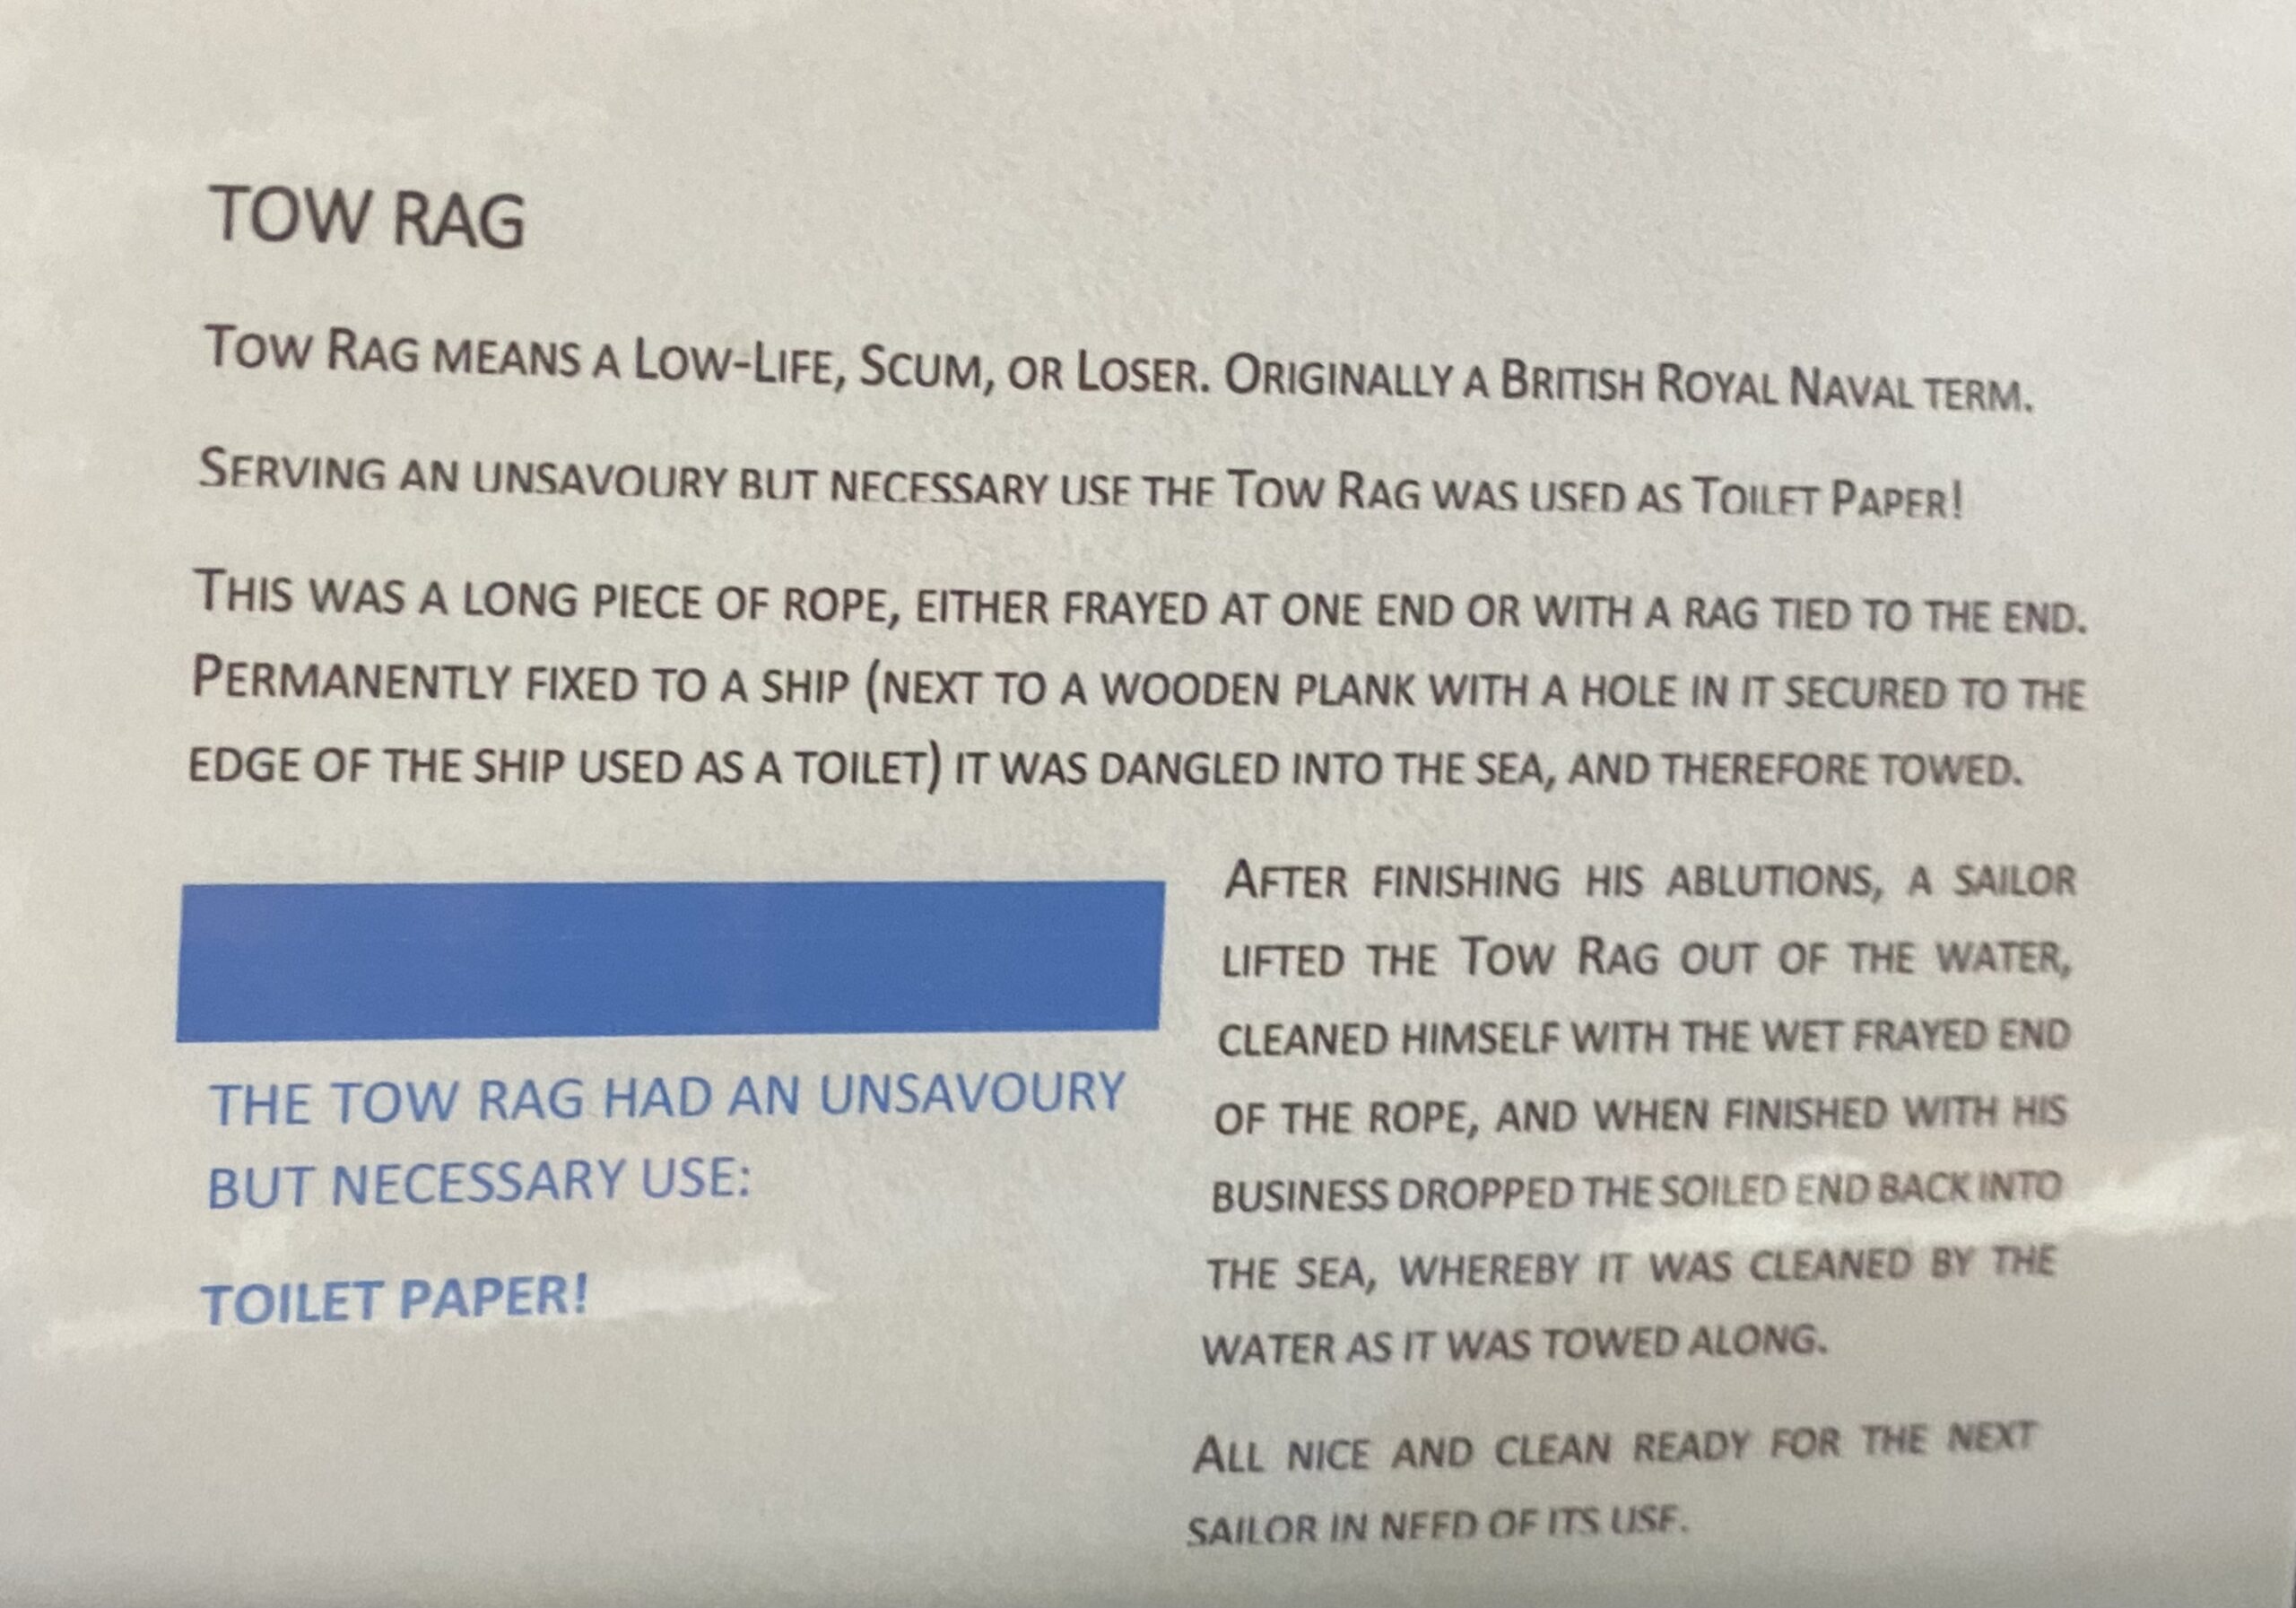 TOW RAG
TOW RAG MEANS A LOW-LIFE, SCUM, OR LOSER. ORIGINALLY A BRITISH ROYAL NAVAL TERM.
SERVING AN UNSAVOURY BUT NECESSARY USE THE TOW RAG WAS USED AS TOILET PAPER!
THIS WAS A LONG PIECE OF ROPE, EITHER FRAYED AT ONE END OR WITH A RAG TIED TO THE END.
PERMANENTLY FIXED TO A SHIP (NEXT TO A WOODEN PLANK WITH A HOLE IN IT SECURED TO THE
EDGE OF THE SHIP USED AS A TOILET) IT WAS DANGLED INTO THE SEA, AND THEREFORE TOWED.
THE TOW RAG HAD AN UNSAVOURY
BUT NECESSARY USE:
TOILET PAPER!
AFTER FINISHING HIS ABLUTIONS, A SAILOR
LIFTED THE TOW RAG OUT OF THE WATER,
CLEANED HIMSELF WITH THE WET FRAYED END
OF THE ROPE, AND WHEN FINISHED WITH HIS
BUSINESS DROPPED THE SOILED END BACK INTO
THE SEA, WHEREBY IT WAS CLEANED BY THE
WATER AS IT WAS TOWED ALONG.
ALL NICE AND CLEAN READY FOR THE NEXT
SAILOR IN NEED OF ITS USE.